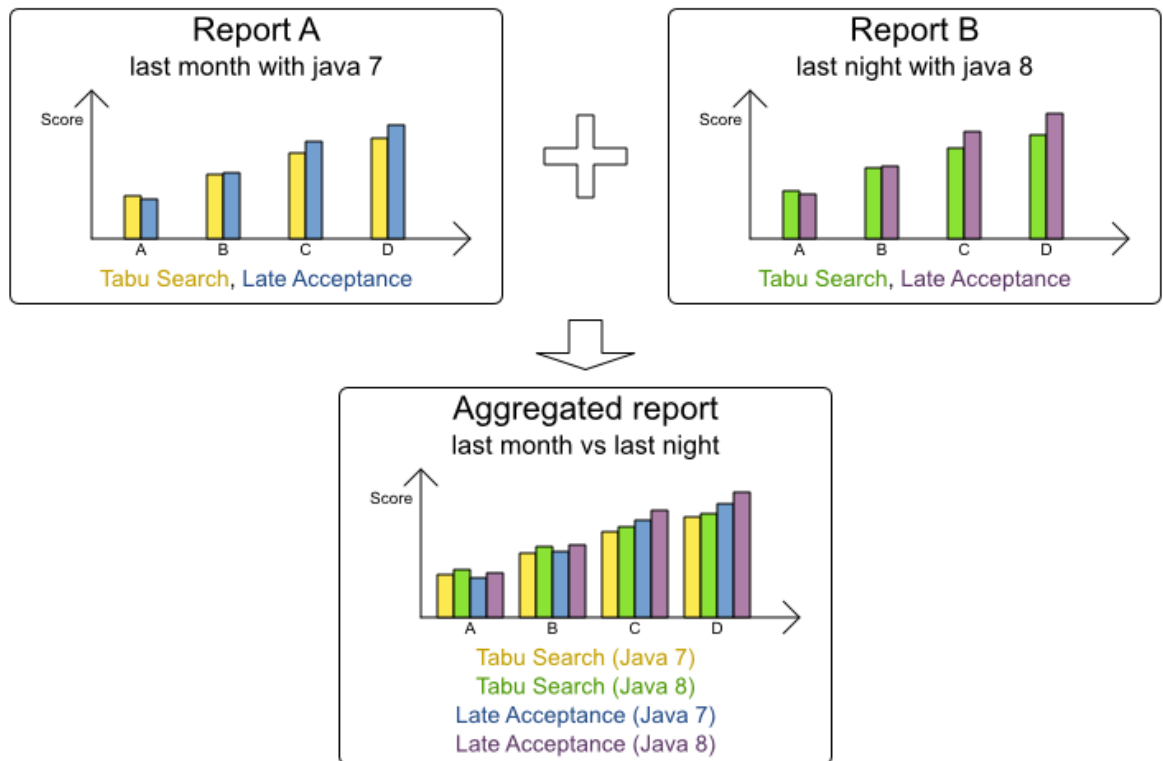 Report A
last month with java 7
Score
A B C D
Tabu Search, Late Acceptance
Report B
last night with java 8
Score
A B C D
Tabu Search, Late Acceptance
Aggregated report
last month vs last night
Score
A B C D
Tabu Search (Java 7)
Tabu Search (Java 8)
Late Acceptance (Java 7)
Late Acceptance (Java 8)